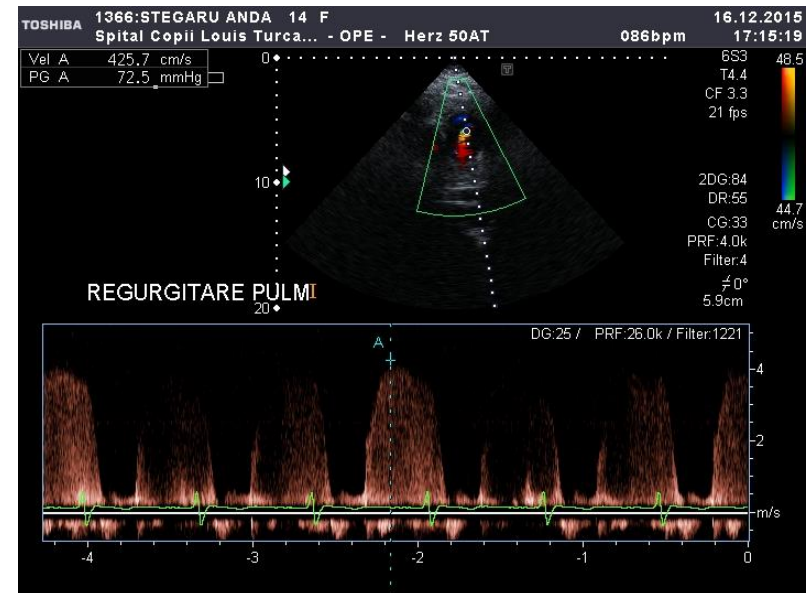 TOSHIBA 1366:STEGARU ANDA 14 F 16.12.2015
Spital Copii Louis Turca... - OPE - Herz 50AT 086bpm 17:15:19
Vel A 425.7 cm/s
PG A 72.5 mmHg
0
6S3 48.5
T4.4
CF 3.3
21 fps
T
10
2DG:84
DR:55
44.7
CG:33 cm/s
PRF:4.0k
Filter:4
0°
5.9cm
REGURGITARE PULM
20
DG:25 / PRF:26.0k / Filter:1221
A
-4
-2
-m/s
-4 -3 -2 -1 0